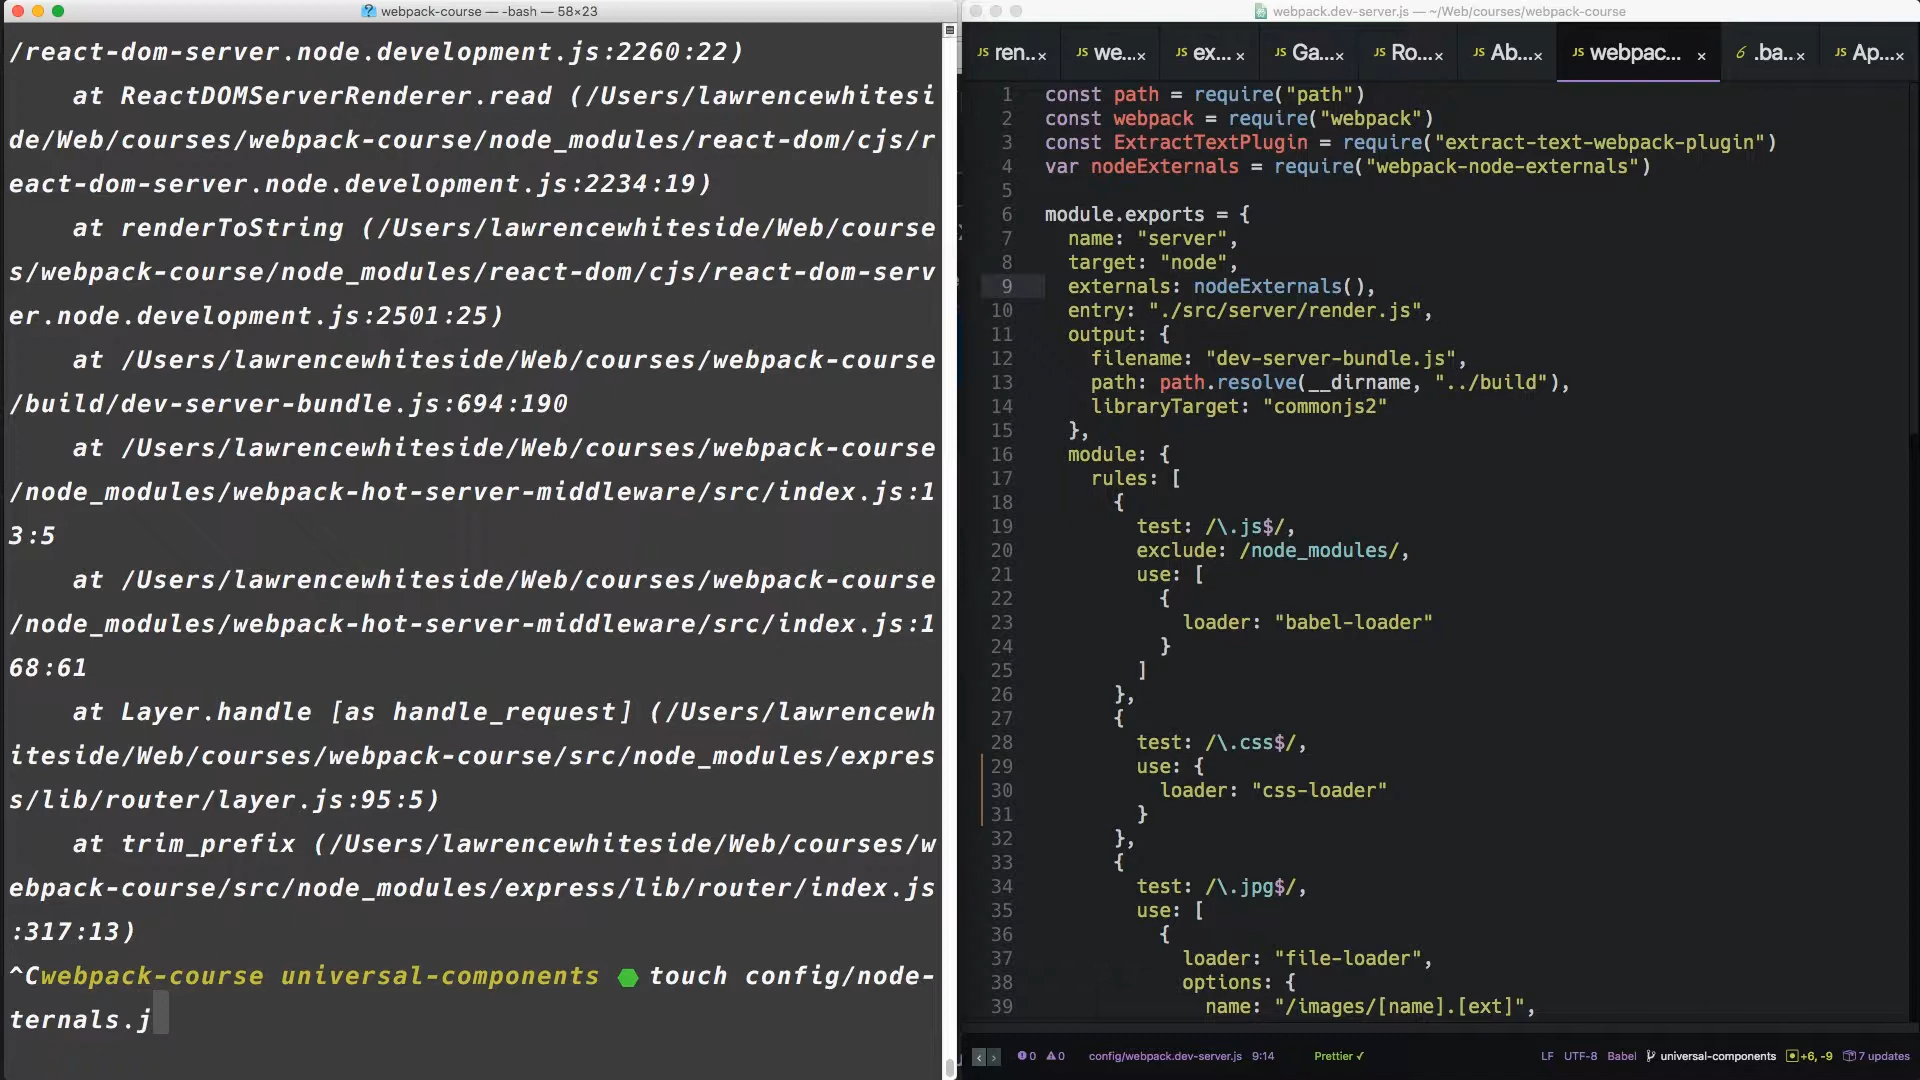 webpack-course — -bash — 58×23
/react-dom-server.node.development.js:2260:22)
at ReactDOMServerRenderer.read (/Users/lawrencewhitesi
de/Web/courses/webpack-course/node_modules/react-dom/cjs/r
eact-dom-server.node.development.js:2234:19)
at renderToString (/Users/lawrencewhiteside/Web/course
s/webpack-course/node_modules/react-dom/cjs/react-dom-serv
er.node.development.js:2501:25)
at /Users/lawrencewhiteside/Web/courses/webpack-course
/build/dev-server-bundle.js:694:190
at /Users/lawrencewhiteside/Web/courses/webpack-course
/node_modules/webpack-hot-server-middleware/src/index.js:1
3:5
at /Users/lawrencewhiteside/Web/courses/webpack-course
/node_modules/webpack-hot-server-middleware/src/index.js:1
68:61
at Layer.handle [as handle_request] (/Users/lawrencewh
iteside/Web/courses/webpack-course/src/node_modules/expres
s/lib/router/layer.js:95:5)
at trim_prefix (/Users/lawrencewhiteside/Web/courses/w
ebpack-course/src/node_modules/express/lib/router/index.js
:317:13)
^Cwebpack-course universal-components touch config/node-
ternals.j
webpack.dev-server.js — ~/Web/courses/webpack-course
JS ren.. × JS we... × JS ex... × JS Ga... × JS Ro... × JS Ab... × JS webpac... × 6 .ba... × JS Ap... ×
1 const path = require("path")
2 const webpack = require("webpack")
3 const ExtractTextPlugin = require("extract-text-webpack-plugin")
4 var nodeExternals = require("webpack-node-externals")
5
6 module.exports = {
7 name: "server",
8 target: "node",
9 externals: nodeExternals(),
10 entry: "./src/server/render.js",
11 output: {
12 filename: "dev-server-bundle.js",
13 path: path.resolve(__dirname, "../build"),
14 libraryTarget: "commonjs2"
15 },
16 module: {
17 rules: [
18 {
19 test: /\.js$/,
20 exclude: /node_modules/,
21 use: [
22 {
23 loader: "babel-loader"
24 }
25 ]
26 },
27 {
28 test: /\.css$/,
29 use: {
30 loader: "css-loader"
31 }
32 },
33 {
34 test: /\.jpg$/,
35 use: [
36 {
37 loader: "file-loader",
38 options: {
39 name: "/images/[name].[ext]",
0 0 config/webpack.dev-server.js 9:14 Prettier ✓ LF UTF-8 Babel universal-components +6, -9 7 updates